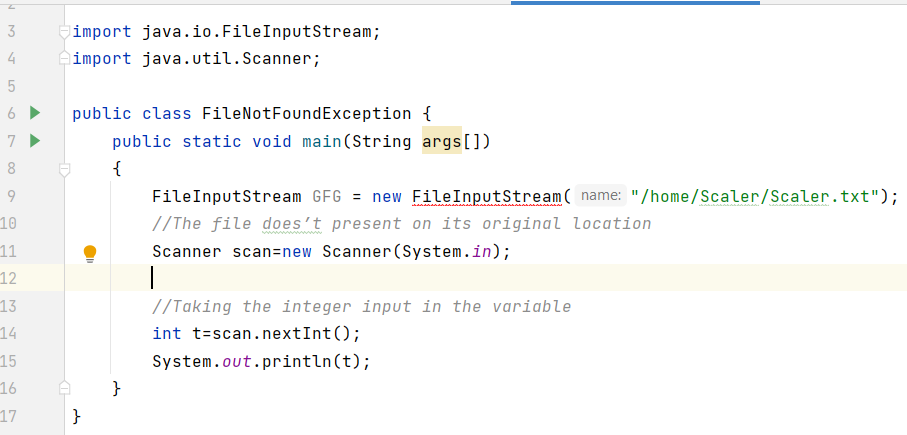 3 import java.io.FileInputStream;
4 import java.util.Scanner;
5
6 public class FileNotFoundException {
7 public static void main(String args[])
8 {
9 FileInputStream GFG = new FileInputStream( name: "/home/Scaler/Scaler.txt");
10 //The file does’t present on its original location
11 Scanner scan=new Scanner(System.in);
12
13 //Taking the integer input in the variable
14 int t=scan.nextInt();
15 System.out.println(t);
16 }
17 }